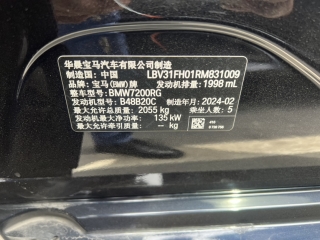 华晨宝马汽车有限公司制造
制造国：中国 LBV31FH01RM831009
品牌：宝马(BMW)牌 发动机排量：1998 mL
整车型号：BMW7200RG
发动机型号：B48B20C 制造年月：2024-02
最大允许总质量：2055 kg 乘坐人数：5
发动机最大净功率：135 kW
最大允许牵引质量：-- kg